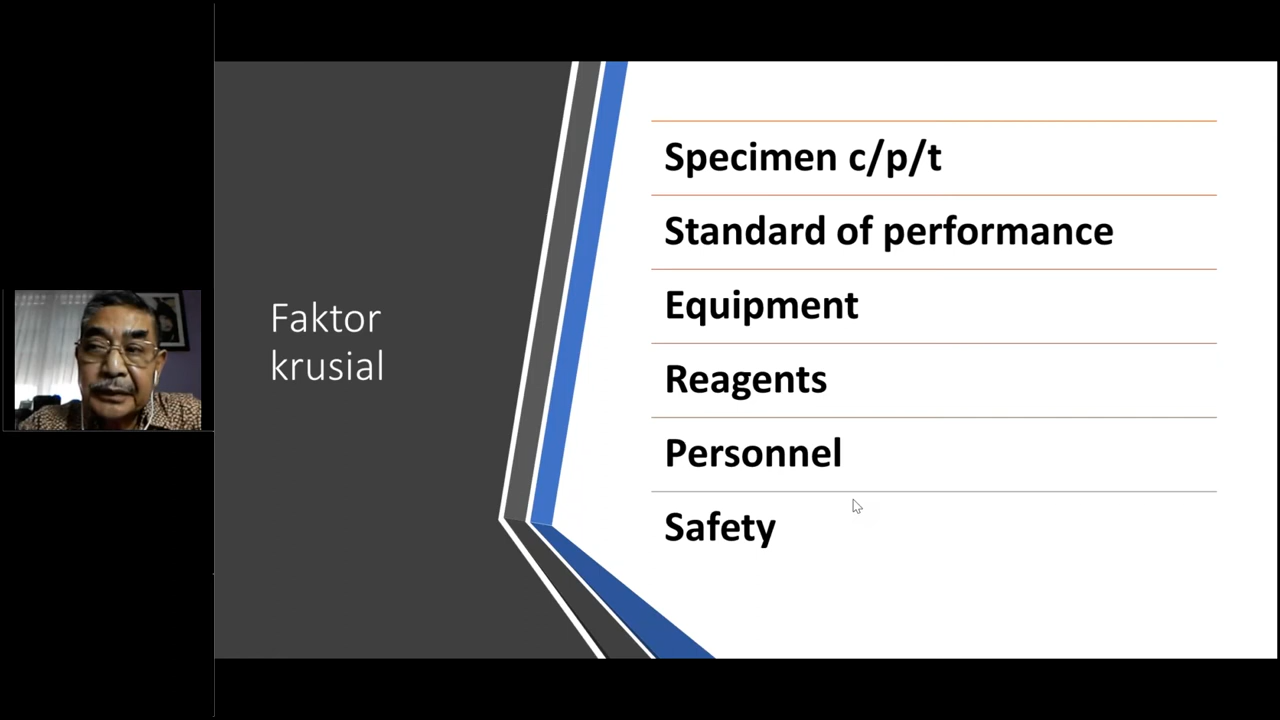 Faktor
krusial
Specimen c/p/t
Standard of performance
Equipment
Reagents
Personnel
Safety